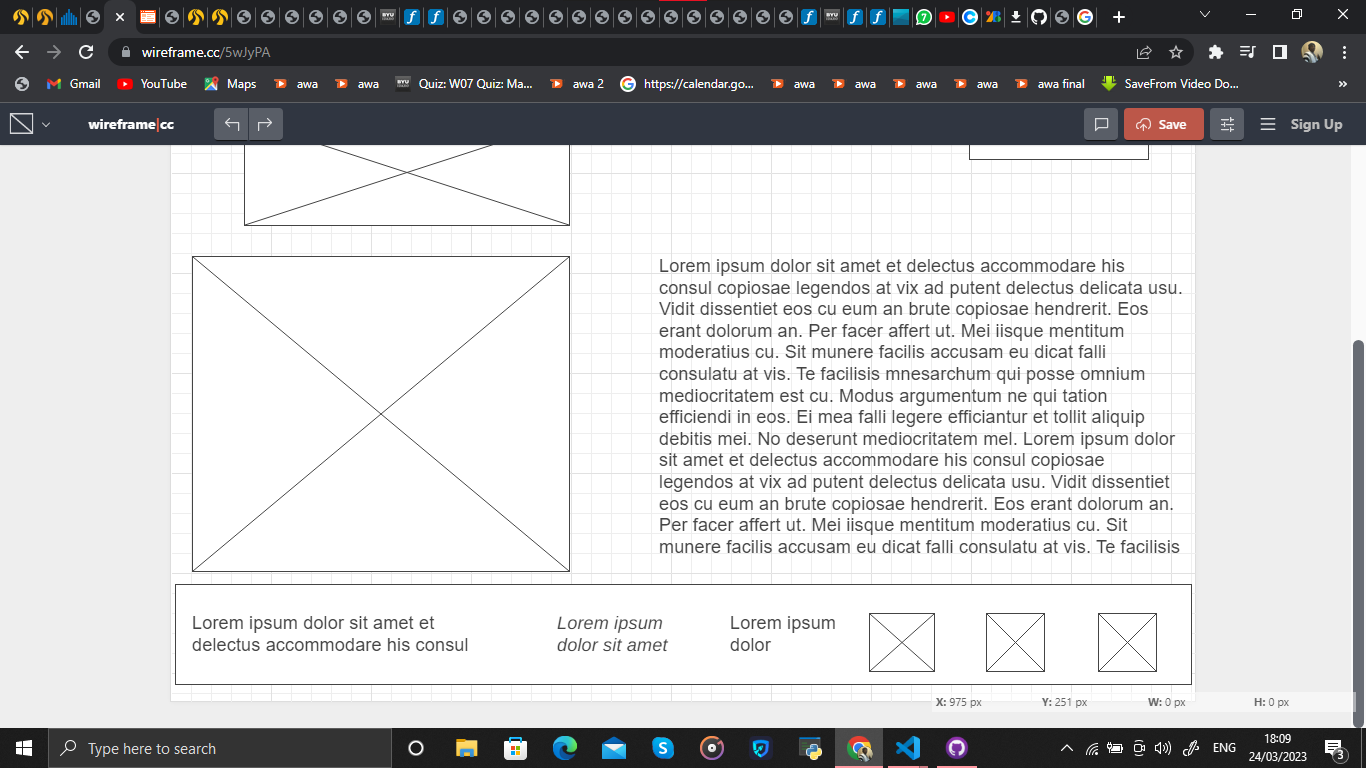 wireframe.cc/5wJyPA
Gmail YouTube Maps awa awa Quiz: W07 Quiz: Ma... awa 2 https://calendar.go... awa awa awa awa awa final SaveFrom Video Do... »
wireframe|cc Save Sign Up
Lorem ipsum dolor sit amet et delectus accommodare his
consul copiosae legendos at vix ad putent delectus delicata usu.
Vidit dissentiet eos cu eum an brute copiosae hendrerit. Eos
erant dolorum an. Per facer affert ut. Mei iisque mentitum
moderatius cu. Sit munere facilis accusam eu dicat falli
consulatu at vis. Te facilisis mnesarchum qui posse omnium
mediocritatem est cu. Modus argumentum ne qui tation
efficiendi in eos. Ei mea falli legere efficiantur et tollit aliquip
debitis mei. No deserunt mediocritatem mel. Lorem ipsum dolor
sit amet et delectus accommodare his consul copiosae
legendos at vix ad putent delectus delicata usu. Vidit dissentiet
eos cu eum an brute copiosae hendrerit. Eos erant dolorum an.
Per facer affert ut. Mei iisque mentitum moderatius cu. Sit
munere facilis accusam eu dicat falli consulatu at vis. Te facilisis
Lorem ipsum dolor sit amet et
delectus accommodare his consul
Lorem ipsum
dolor sit amet
Lorem ipsum
dolor
X: 975 px Y: 251 px W: 0 px H: 0 px
Type here to search
ENG
18:09
24/03/2023
3